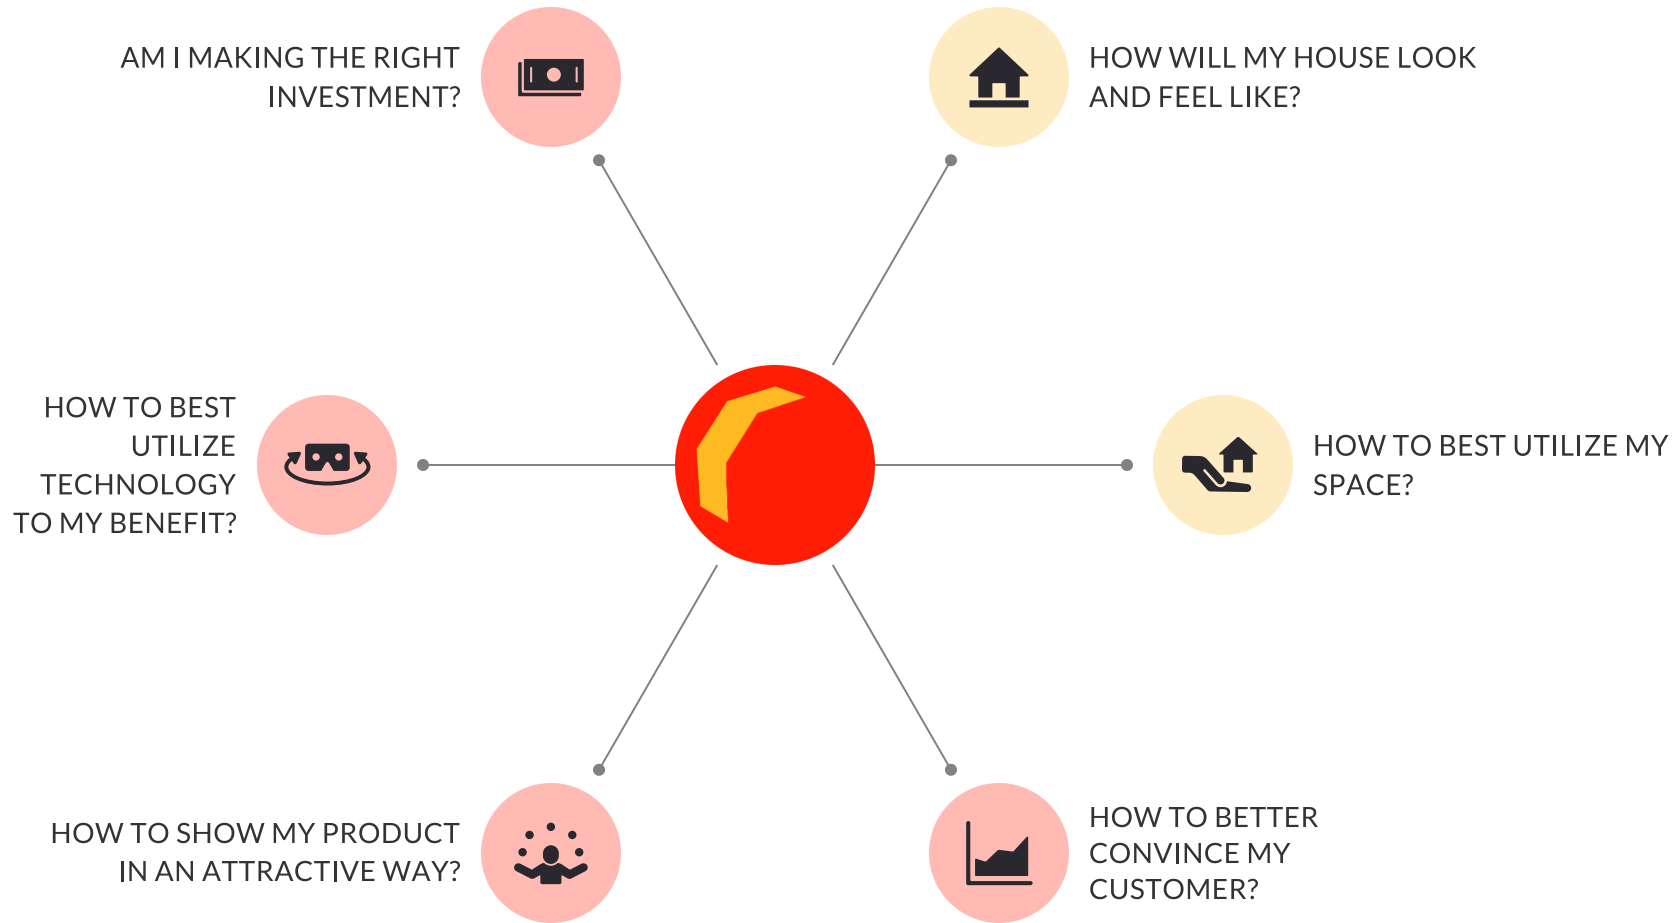 AM I MAKING THE RIGHT
INVESTMENT?
HOW WILL MY HOUSE LOOK
AND FEEL LIKE?
HOW TO BEST
UTILIZE
TECHNOLOGY
TO MY BENEFIT?
HOW TO BEST UTILIZE MY
SPACE?
HOW TO SHOW MY PRODUCT
IN AN ATTRACTIVE WAY?
HOW TO BETTER
CONVINCE MY
CUSTOMER?